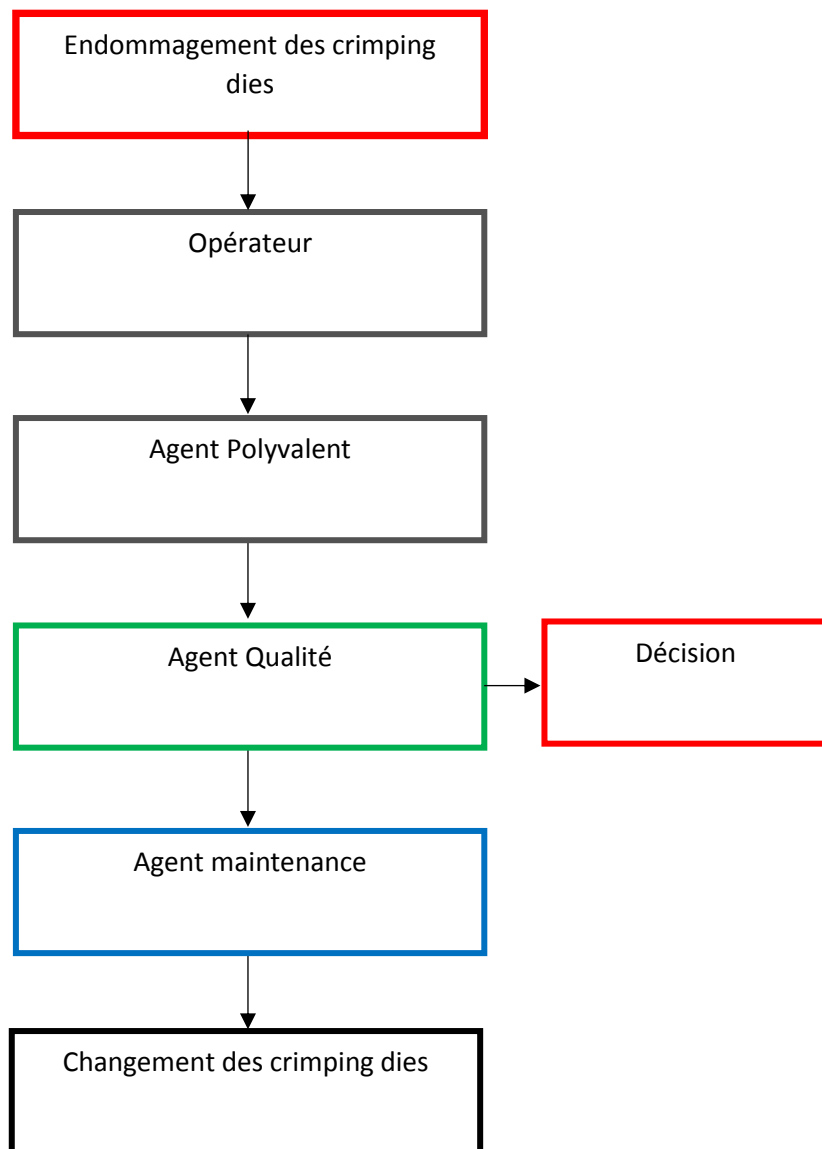 Endommagement des crimping
dies
Opérateur
Agent Polyvalent
Agent Qualité
Décision
Agent maintenance
Changement des crimping dies